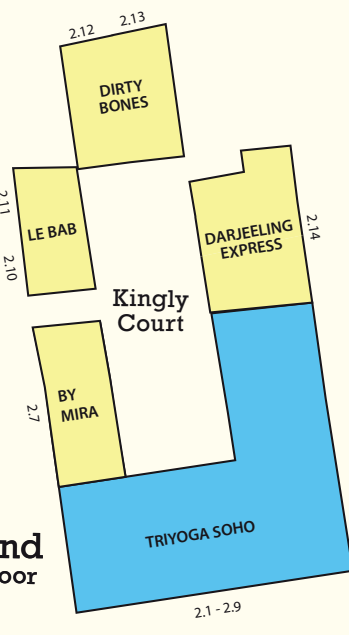 2.12
2.13
DIRTY
BONES
2.11
LE BAB
2.10
DARJEELING
EXPRESS
2.14
Kingly
Court
BY
MIRA
2.7
nd
oor
TRIYOGA SOHO
2.1 - 2.9